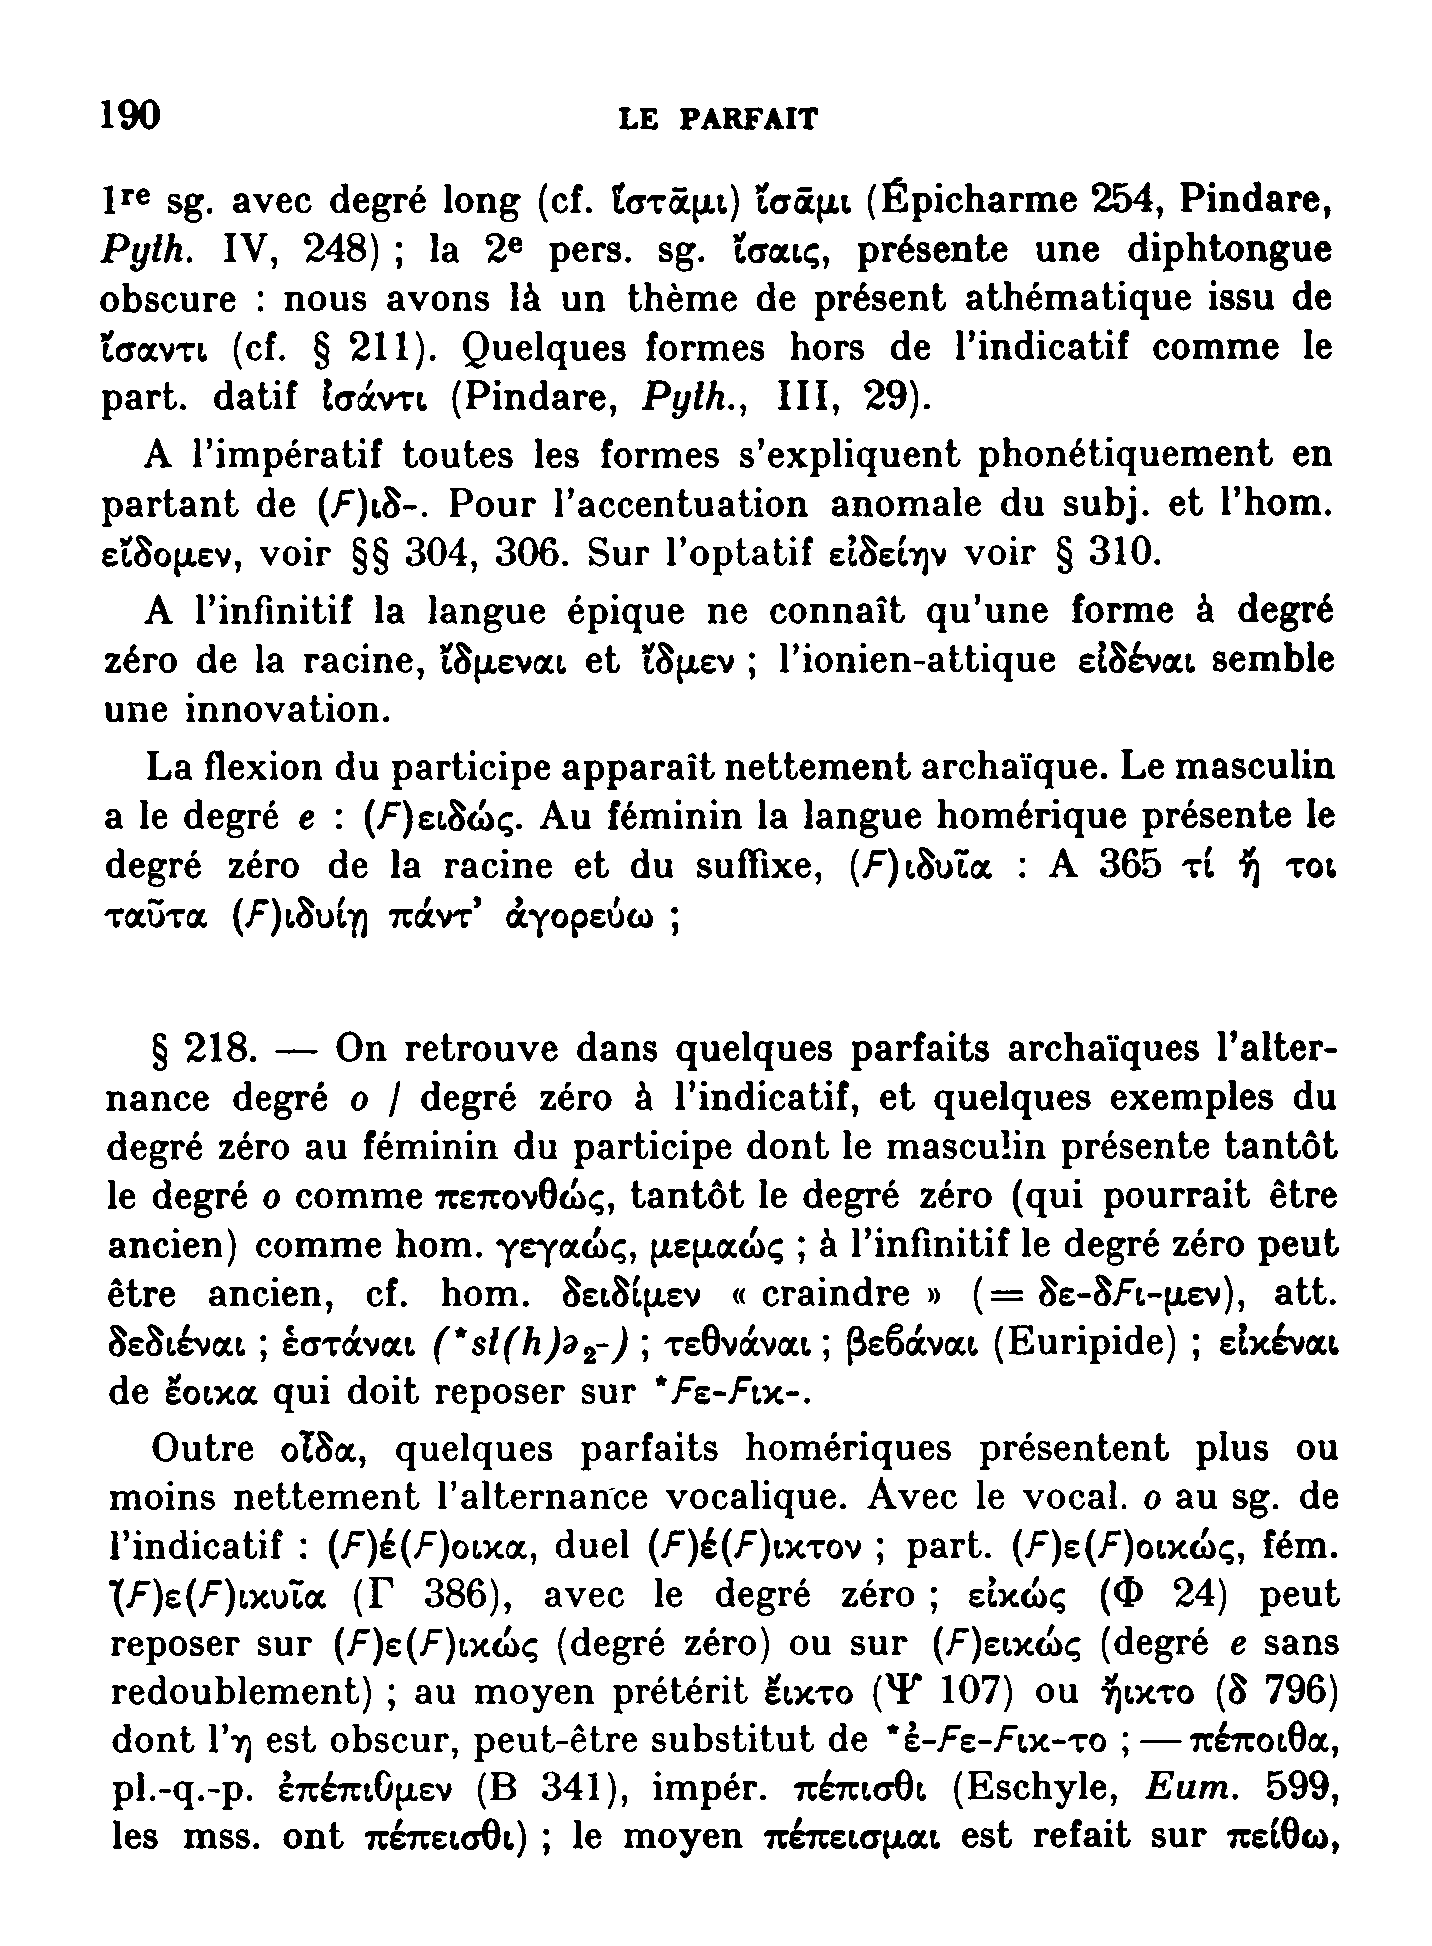 190
LE PARFAIT
1re sg. avec degré long (cf. ἵστᾱμι) ἴσᾱμι (Épicharme 254, Pindare,
Pyth. IV, 248) ; la 2e pers. sg. ἴσαις, présente une diphtongue
obscure : nous avons là un thème de présent athématique issu de
ἴσαντι (cf. § 211). Quelques formes hors de l'indicatif comme le
part. datif ἰσάντι (Pindare, Pyth., III, 29).
A l'impératif toutes les formes s'expliquent phonétiquement en
partant de (Ϝ)ιδ-. Pour l'accentuation anomale du subj. et l'hom.
εἴδομεν, voir §§ 304, 306. Sur l'optatif εἰδείην voir § 310.
A l'infinitif la langue épique ne connaît qu'une forme à degré
zéro de la racine, ἴδμεναι et ἴδμεν ; l'ionien-attique εἰδέναι semble
une innovation.
La flexion du participe apparaît nettement archaïque. Le masculin
a le degré e : (Ϝ)ειδώς. Au féminin la langue homérique présente le
degré zéro de la racine et du suffixe, (Ϝ)ιδυῖα : A 365 τί ἤ τοι
ταῦτα (Ϝ)ιδυίῃ πάντ' ἀγορεύω ;
§ 218. — On retrouve dans quelques parfaits archaïques l'alter-
nance degré o / degré zéro à l'indicatif, et quelques exemples du
degré zéro au féminin du participe dont le masculin présente tantôt
le degré o comme πεπονθώς, tantôt le degré zéro (qui pourrait être
ancien) comme hom. γεγαώς, μεμαώς ; à l'infinitif le degré zéro peut
être ancien, cf. hom. δειδίμεν « craindre » (= δε-δϜι-μεν), att.
δεδιέναι ; ἑστάναι (*st(h)ə₂-) ; τεθνάναι ; βεϐάναι (Euripide) ; εἰκέναι
de ἔοικα qui doit reposer sur *Ϝε-Ϝικ-.
Outre οἶδα, quelques parfaits homériques présentent plus ou
moins nettement l'alternance vocalique. Avec le vocal. o au sg. de
l'indicatif : (Ϝ)έ(Ϝ)οικα, duel (Ϝ)έ(Ϝ)ικτον ; part. (Ϝ)ε(Ϝ)οικώς, fém.
(Ϝ)ε(Ϝ)ικυῖα (Γ 386), avec le degré zéro ; εἰκώς (Φ 24) peut
reposer sur (Ϝ)ε(Ϝ)ικώς (degré zéro) ou sur (Ϝ)εικώς (degré e sans
redoublement) ; au moyen prétérit ἔικτο (Ψ 107) ou ἤικτο (δ 796)
dont l'η est obscur, peut-être substitut de *ἐ-Ϝε-Ϝικ-το ; — πέποιθα,
pl.-q.-p. ἐπέπιθμεν (B 341), impér. πέπισθι (Eschyle, Eum. 599,
les mss. ont πέπεισθι) ; le moyen πέπεισμαι est refait sur πείθω,